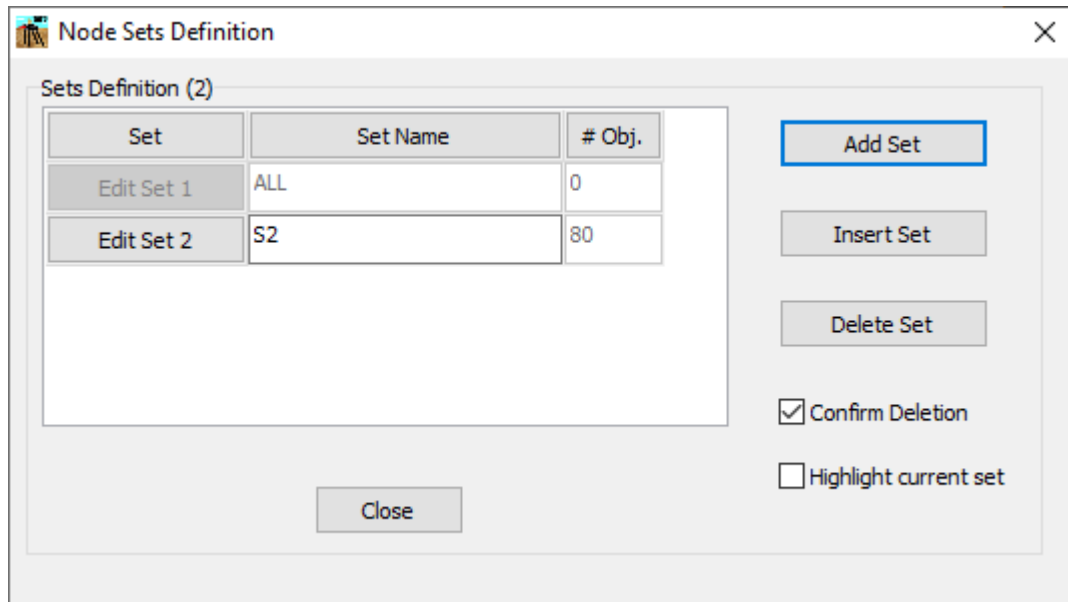 Node Sets Definition
Sets Definition (2)
Set Set Name # Obj.
Edit Set 1 ALL 0
Edit Set 2 S2 80
Add Set
Insert Set
Delete Set
Confirm Deletion
Highlight current set
Close